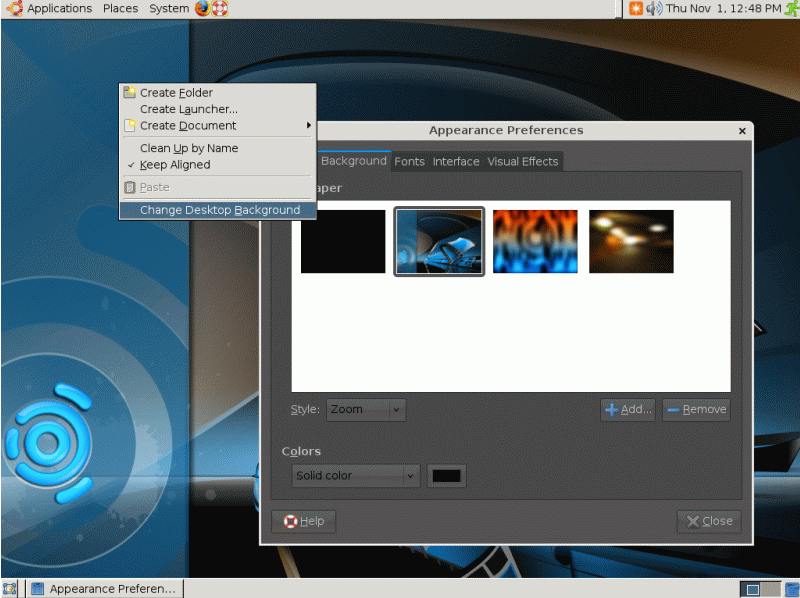 Applications Places System Thu Nov 1, 12:48 PM
Create Folder
Create Launcher...
Create Document
Clean Up by Name
Keep Aligned
Paste
Change Desktop Background
Appearance Preferences
Background Fonts Interface Visual Effects
aper
Style: Zoom Add... Remove
Colors
Solid color
Help Close
Appearance Preferen...